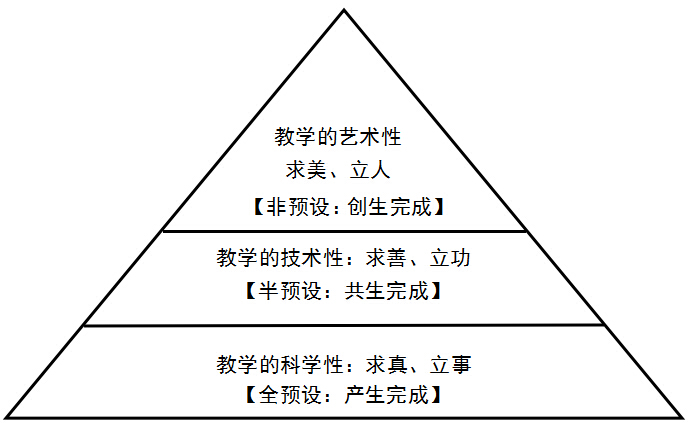 教学的艺术性
求美、立人
【非预设：创生完成】
教学的技术性：求善、立功
【半预设：共生完成】
教学的科学性：求真、立事
【全预设：产生完成】